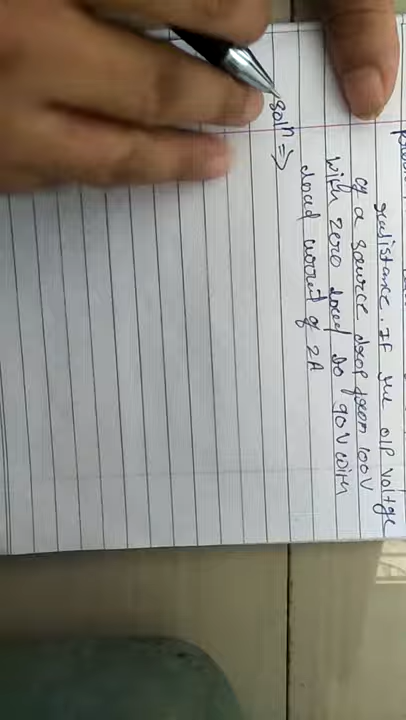 resistance. If the o/p voltage
of a source drop from 100V
with zero load to 90V with
load current of 2A
Soln ⇒